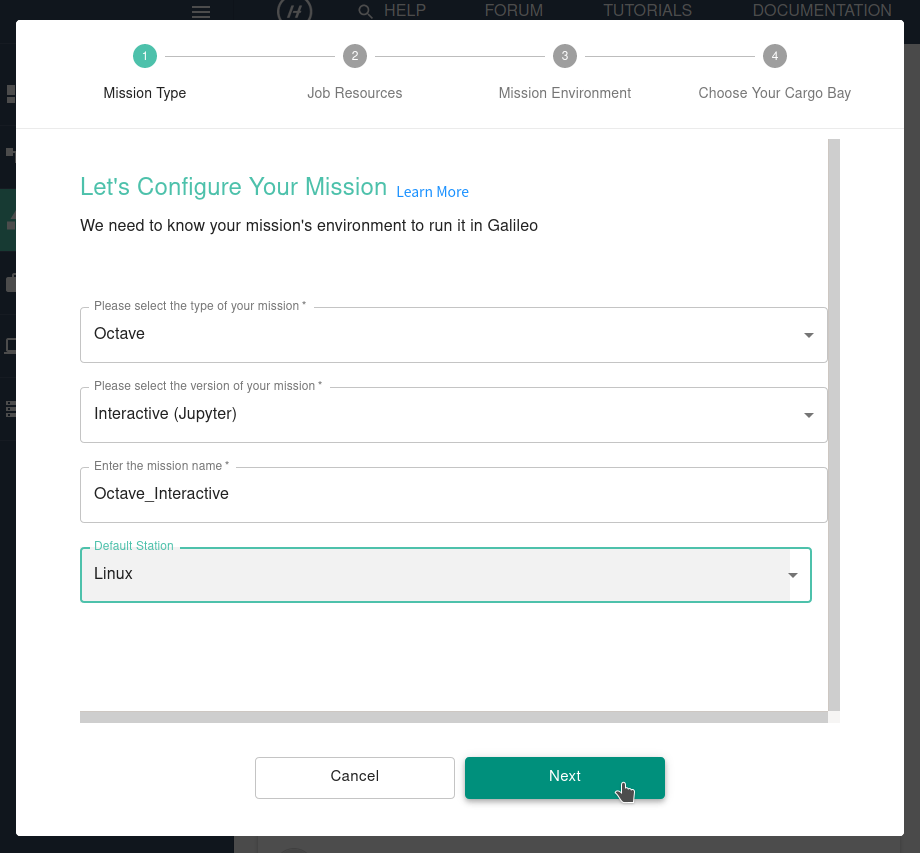 HELP FORUM TUTORIALS DOCUMENTATION
1 2 3 4
Mission Type Job Resources Mission Environment Choose Your Cargo Bay
Let's Configure Your Mission Learn More
We need to know your mission's environment to run it in Galileo
Please select the type of your mission *
Octave
Please select the version of your mission *
Interactive (Jupyter)
Enter the mission name *
Octave_Interactive
Default Station
Linux
Cancel Next